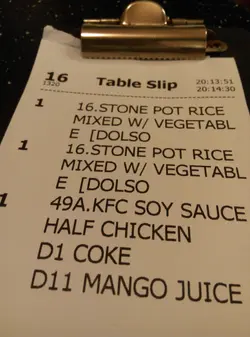 16 Table Slip 20:13:51
1320 20:14:30
1 16.STONE POT RICE
MIXED W/ VEGETABL
E [DOLSO
1 16.STONE POT RICE
MIXED W/ VEGETABL
E [DOLSO
1 49A.KFC SOY SAUCE
HALF CHICKEN
D1 COKE
D11 MANGO JUICE